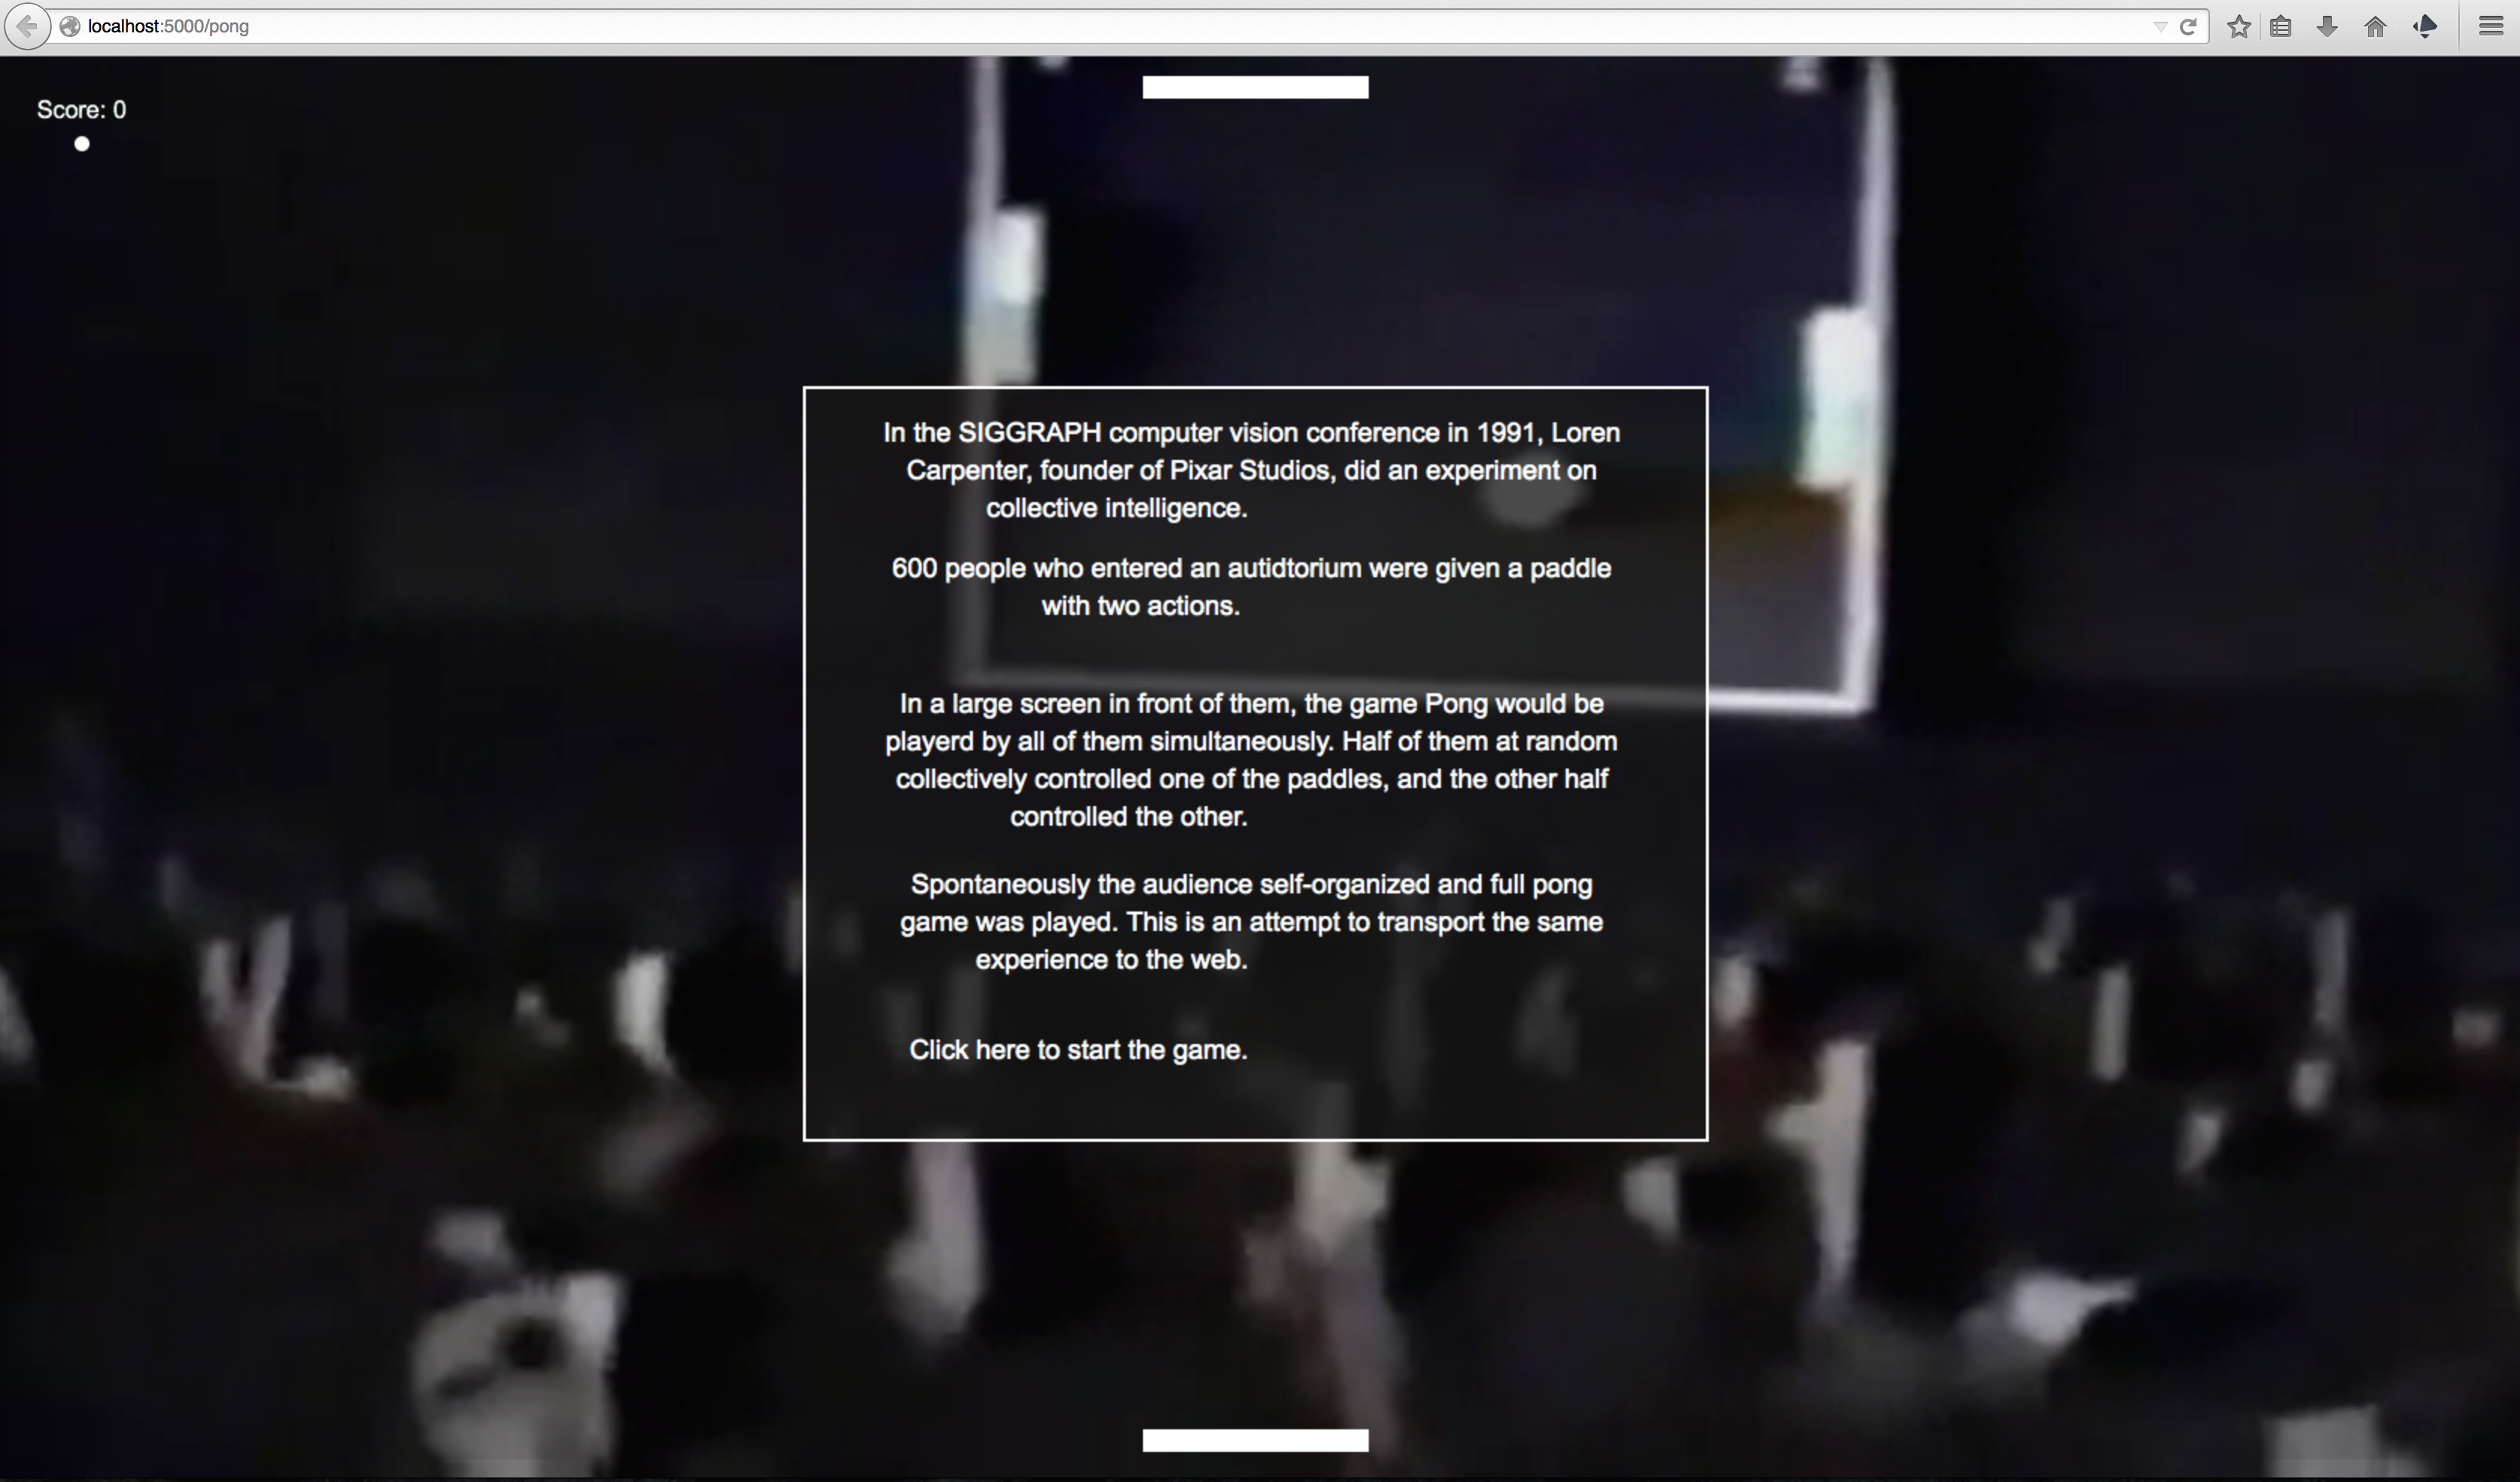 localhost:5000/pong
Score: 0
In the SIGGRAPH computer vision conference in 1991, Loren
Carpenter, founder of Pixar Studios, did an experiment on
collective intelligence.
600 people who entered an autidtorium were given a paddle
with two actions.
In a large screen in front of them, the game Pong would be
playerd by all of them simultaneously. Half of them at random
collectively controlled one of the paddles, and the other half
controlled the other.
Spontaneously the audience self-organized and full pong
game was played. This is an attempt to transport the same
experience to the web.
Click here to start the game.